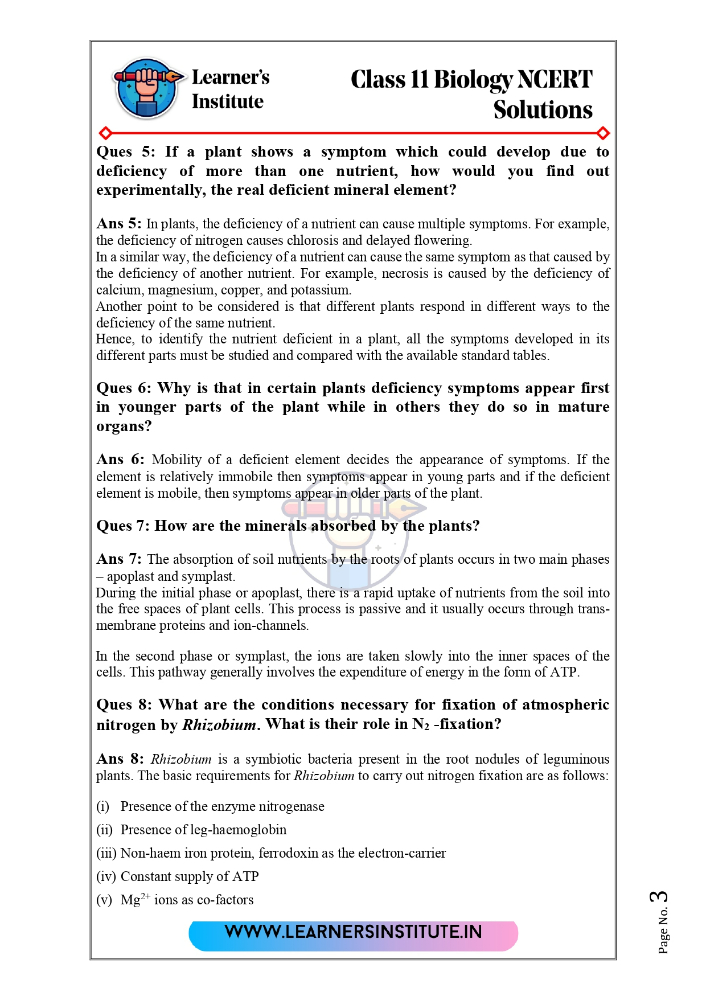 Learner's
Institute
Class 11 Biology NCERT
Solutions
Ques 5: If a plant shows a symptom which could develop due to
deficiency of more than one nutrient, how would you find out
experimentally, the real deficient mineral element?
Ans 5: In plants, the deficiency of a nutrient can cause multiple symptoms. For example,
the deficiency of nitrogen causes chlorosis and delayed flowering.
In a similar way, the deficiency of a nutrient can cause the same symptom as that caused by
the deficiency of another nutrient. For example, necrosis is caused by the deficiency of
calcium, magnesium, copper, and potassium.
Another point to be considered is that different plants respond in different ways to the
deficiency of the same nutrient.
Hence, to identify the nutrient deficient in a plant, all the symptoms developed in its
different parts must be studied and compared with the available standard tables.
Ques 6: Why is that in certain plants deficiency symptoms appear first
in younger parts of the plant while in others they do so in mature
organs?
Ans 6: Mobility of a deficient element decides the appearance of symptoms. If the
element is relatively immobile then symptoms appear in young parts and if the deficient
element is mobile, then symptoms appear in older parts of the plant.
Ques 7: How are the minerals absorbed by the plants?
Ans 7: The absorption of soil nutrients by the roots of plants occurs in two main phases
– apoplast and symplast.
During the initial phase or apoplast, there is a rapid uptake of nutrients from the soil into
the free spaces of plant cells. This process is passive and it usually occurs through trans-
membrane proteins and ion-channels.
In the second phase or symplast, the ions are taken slowly into the inner spaces of the
cells. This pathway generally involves the expenditure of energy in the form of ATP.
Ques 8: What are the conditions necessary for fixation of atmospheric
nitrogen by Rhizobium. What is their role in N₂ -fixation?
Ans 8: Rhizobium is a symbiotic bacteria present in the root nodules of leguminous
plants. The basic requirements for Rhizobium to carry out nitrogen fixation are as follows:
(i) Presence of the enzyme nitrogenase
(ii) Presence of leg-haemoglobin
(iii) Non-haem iron protein, ferrodoxin as the electron-carrier
(iv) Constant supply of ATP
(v) Mg²⁺ ions as co-factors
WWW.LEARNERSINSTITUTE.IN
Page No. 3